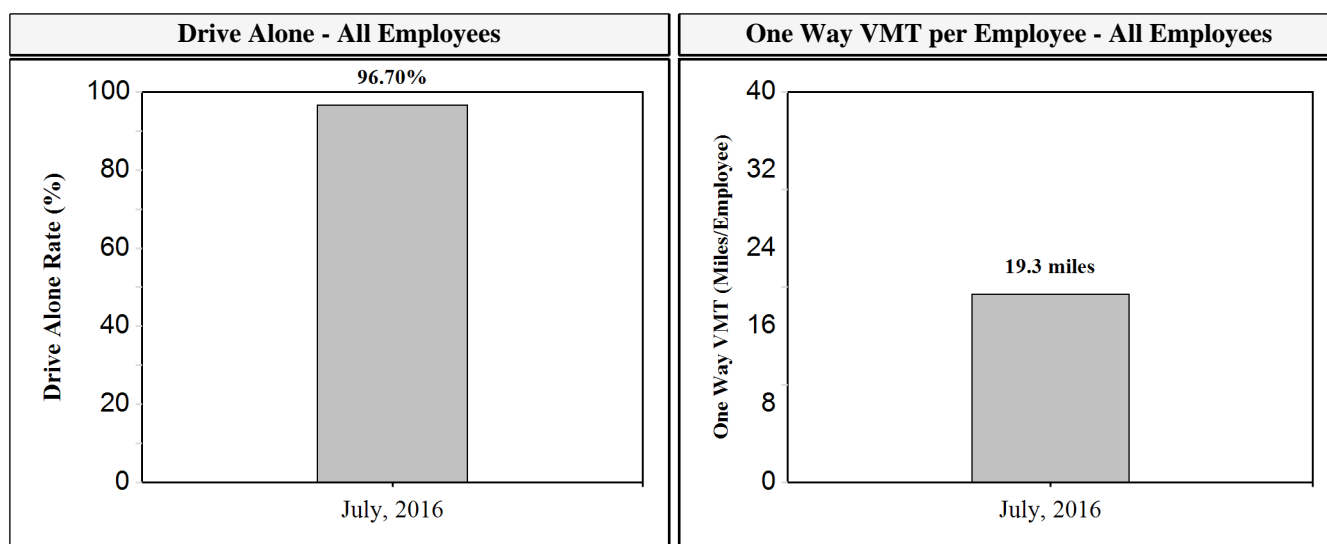 Drive Alone - All Employees
96.70%
100
80
60
40
20
0
Drive Alone Rate (%)
July, 2016
One Way VMT per Employee - All Employees
40
32
24
16
8
0
One Way VMT (Miles/Employee)
19.3 miles
July, 2016